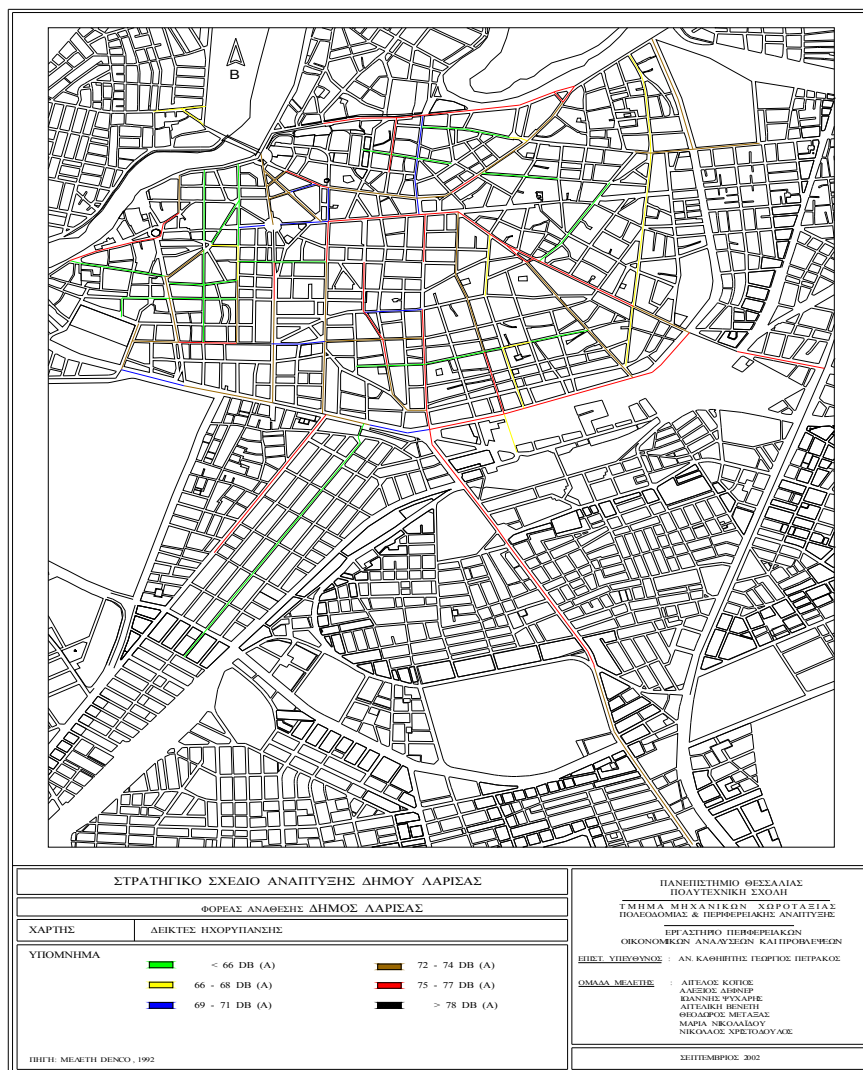 Β
ΣΤΡΑΤΗΓΙΚΟ ΣΧΕΔΙΟ ΑΝΑΠΤΥΞΗΣ ΔΗΜΟΥ ΛΑΡΙΣΑΣ
ΦΟΡΕΑΣ ΑΝΑΘΕΣΗΣ ΔΗΜΟΣ ΛΑΡΙΣΑΣ
ΧΑΡΤΗΣ ΔΕΙΚΤΕΣ ΗΧΟΡΥΠΑΝΣΗΣ
ΥΠΟΜΝΗΜΑ
< 66 DB (A)
66 - 68 DB (A)
69 - 71 DB (A)
72 - 74 DB (A)
75 - 77 DB (A)
> 78 DB (A)
ΠΗΓΗ: ΜΕΛΕΤΗ DENCO , 1992
ΠΑΝΕΠΙΣΤΗΜΙΟ ΘΕΣΣΑΛΙΑΣ
ΠΟΛΥΤΕΧΝΙΚΗ ΣΧΟΛΗ
ΤΜΗΜΑ ΜΗΧΑΝΙΚΩΝ ΧΩΡΟΤΑΞΙΑΣ
ΠΟΛΕΟΔΟΜΙΑΣ & ΠΕΡΙΦΕΡΕΙΑΚΗΣ ΑΝΑΠΤΥΞΗΣ
ΕΡΓΑΣΤΗΡΙΟ ΠΕΡΙΦΕΡΕΙΑΚΩΝ
ΟΙΚΟΝΟΜΙΚΩΝ ΑΝΑΛΥΣΕΩΝ ΚΑΙ ΠΡΟΒΛΕΨΕΩΝ
ΕΠΙΣΤ. ΥΠΕΥΘΥΝΟΣ : ΑΝ. ΚΑΘΗΓΗΤΗΣ ΓΕΩΡΓΙΟΣ ΠΕΤΡΑΚΟΣ
ΟΜΑΔΑ ΜΕΛΕΤΗΣ : ΑΓΓΕΛΟΣ ΚΟΤΙΟΣ
ΑΛΕΞΙΟΣ ΔΕΦΝΕΡ
ΙΩΑΝΝΗΣ ΨΥΧΑΡΗΣ
ΑΓΓΕΛΙΚΗ ΒΕΝΕΤΗ
ΘΕΟΔΩΡΟΣ ΜΕΤΑΞΑΣ
ΜΑΡΙΑ ΝΙΚΟΛΑΪΔΟΥ
ΝΙΚΟΛΑΟΣ ΧΡΙΣΤΟΔΟΥΛΟΣ
ΣΕΠΤΕΜΒΡΙΟΣ 2002